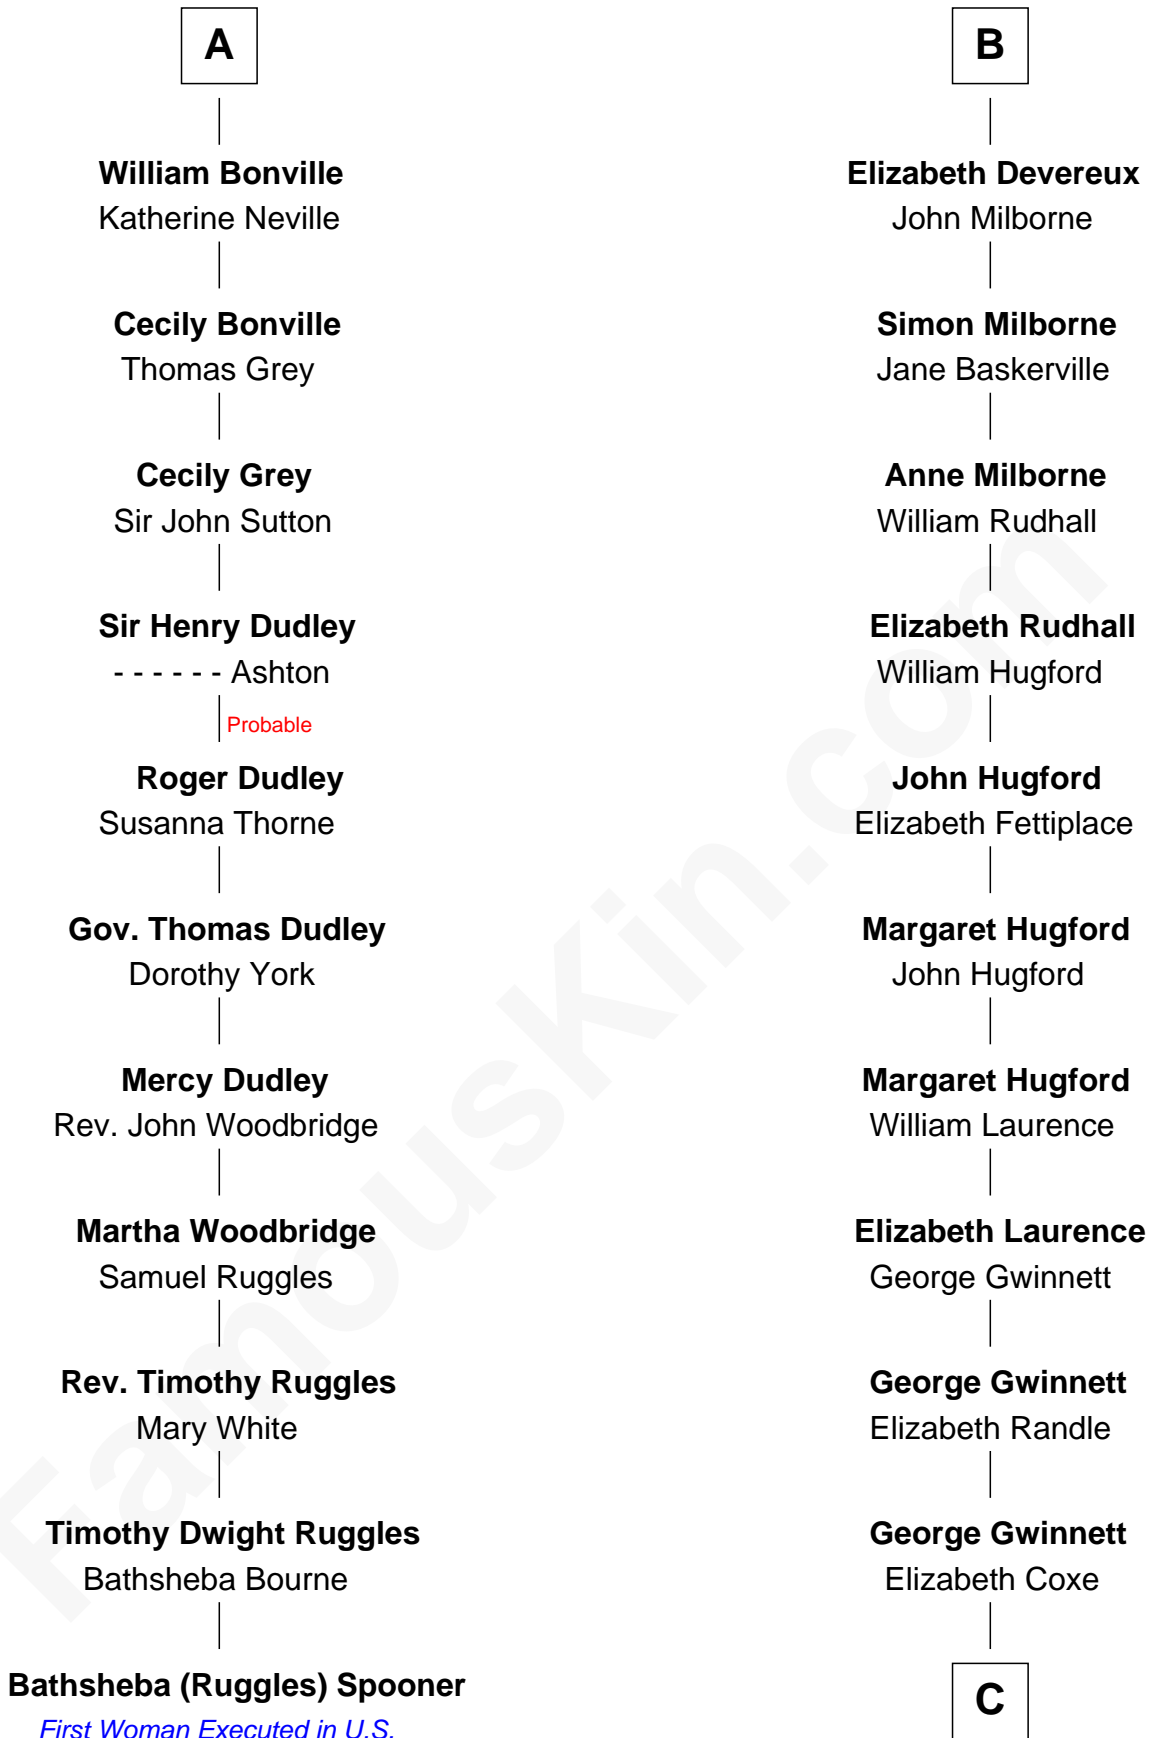 A
William Bonville
Katherine Neville
Cecily Bonville
Thomas Grey
Cecily Grey
Sir John Sutton
Sir Henry Dudley
- - - - - - Ashton
Probable
Roger Dudley
Susanna Thorne
Gov. Thomas Dudley
Dorothy York
Mercy Dudley
Rev. John Woodbridge
Martha Woodbridge
Samuel Ruggles
Rev. Timothy Ruggles
Mary White
Timothy Dwight Ruggles
Bathsheba Bourne
Bathsheba (Ruggles) Spooner
First Woman Executed in U.S.
B
Elizabeth Devereux
John Milborne
Simon Milborne
Jane Baskerville
Anne Milborne
William Rudhall
Elizabeth Rudhall
William Hugford
John Hugford
Elizabeth Fettiplace
Margaret Hugford
John Hugford
Margaret Hugford
William Laurence
Elizabeth Laurence
George Gwinnett
George Gwinnett
Elizabeth Randle
George Gwinnett
Elizabeth Coxe
C
FamousKin.com